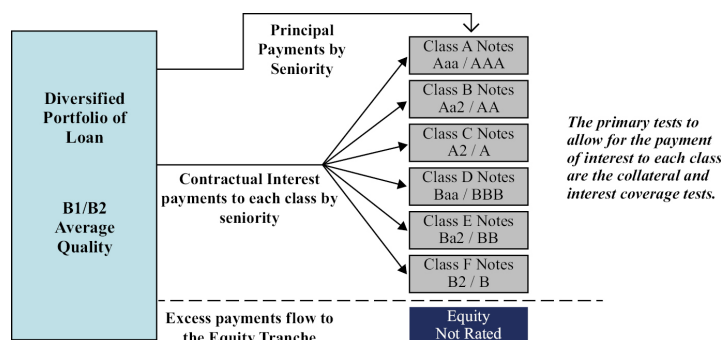 Principal
Payments by
Seniority
Diversified
Portfolio of
Loan
B1/B2
Average
Quality
Contractual Interest
payments to each class by
seniority
Class A Notes
Aaa / AAA
Class B Notes
Aa2 / AA
Class C Notes
A2 / A
Class D Notes
Baa / BBB
Class E Notes
Ba2 / BB
Class F Notes
B2 / B
The primary tests to
allow for the payment
of interest to each class
are the collateral and
interest coverage tests.
Excess payments flow to
the Equity Tranche
Equity
Not Rated